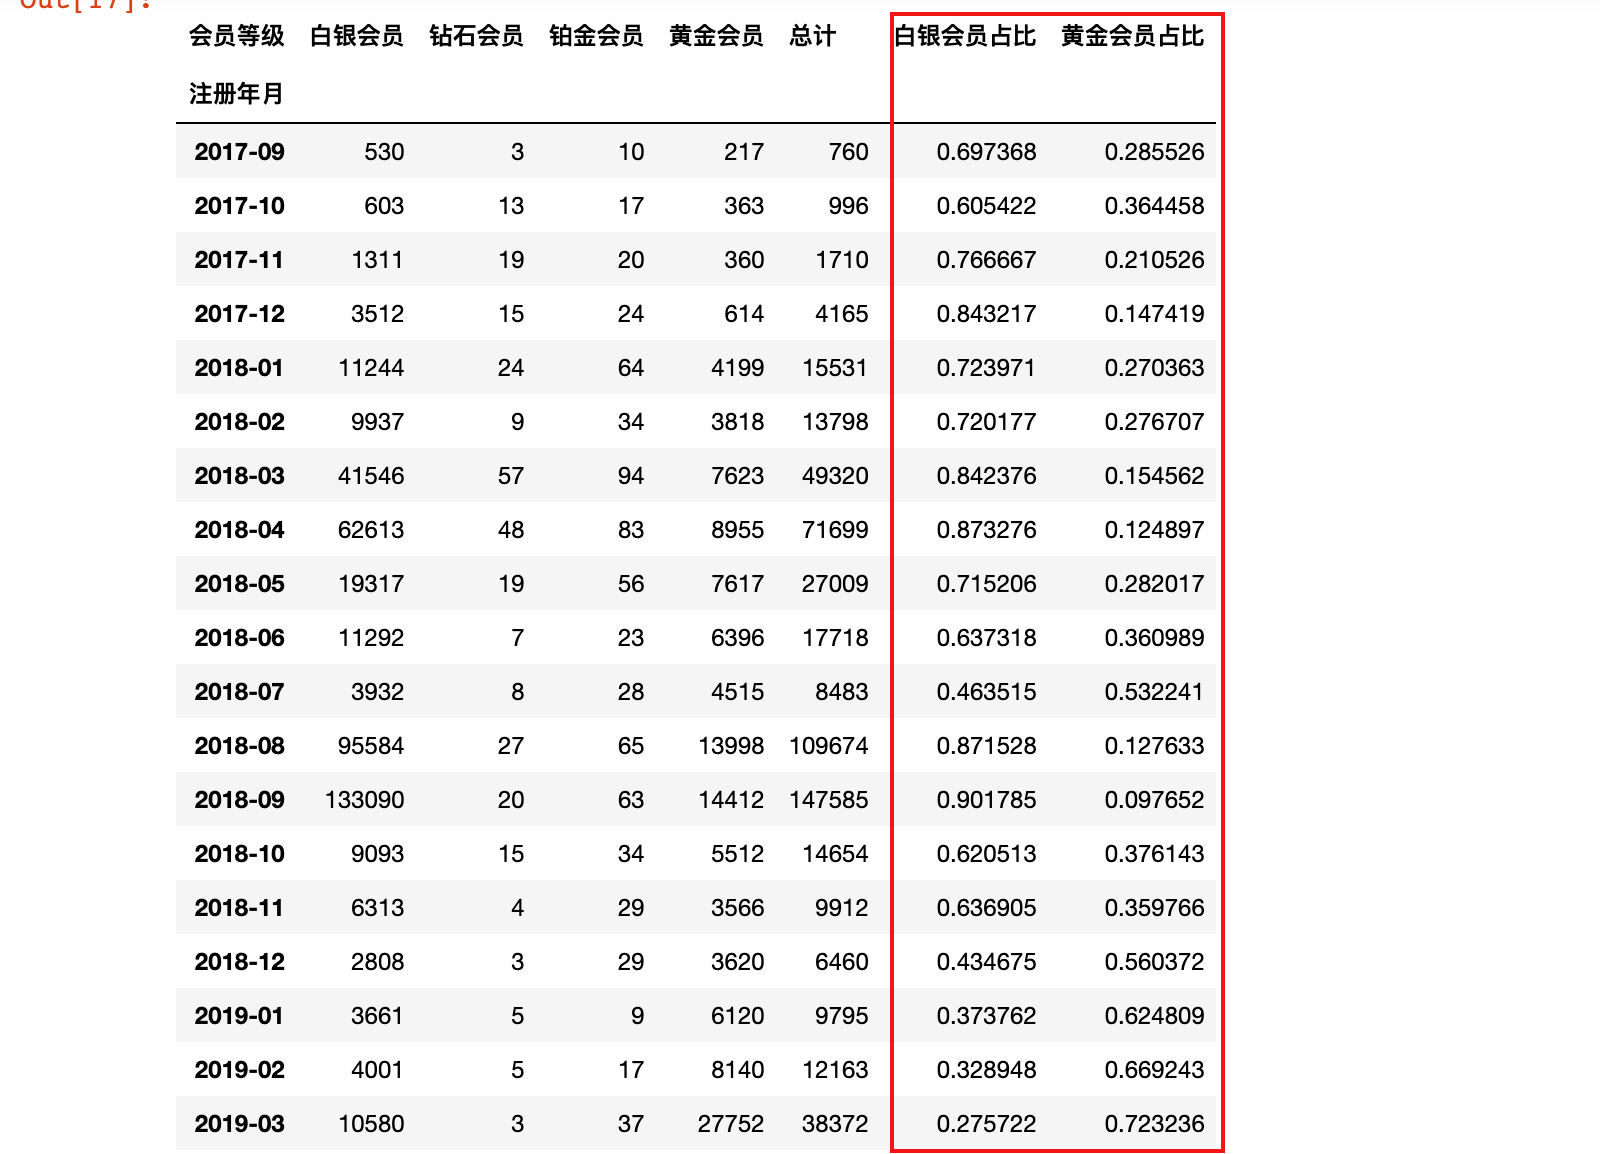 Out[17]:
会员等级 白银会员 钻石会员 铂金会员 黄金会员 总计 白银会员占比 黄金会员占比
注册年月
2017-09 530 3 10 217 760 0.697368 0.285526
2017-10 603 13 17 363 996 0.605422 0.364458
2017-11 1311 19 20 360 1710 0.766667 0.210526
2017-12 3512 15 24 614 4165 0.843217 0.147419
2018-01 11244 24 64 4199 15531 0.723971 0.270363
2018-02 9937 9 34 3818 13798 0.720177 0.276707
2018-03 41546 57 94 7623 49320 0.842376 0.154562
2018-04 62613 48 83 8955 71699 0.873276 0.124897
2018-05 19317 19 56 7617 27009 0.715206 0.282017
2018-06 11292 7 23 6396 17718 0.637318 0.360989
2018-07 3932 8 28 4515 8483 0.463515 0.532241
2018-08 95584 27 65 13998 109674 0.871528 0.127633
2018-09 133090 20 63 14412 147585 0.901785 0.097652
2018-10 9093 15 34 5512 14654 0.620513 0.376143
2018-11 6313 4 29 3566 9912 0.636905 0.359766
2018-12 2808 3 29 3620 6460 0.434675 0.560372
2019-01 3661 5 9 6120 9795 0.373762 0.624809
2019-02 4001 5 17 8140 12163 0.328948 0.669243
2019-03 10580 3 37 27752 38372 0.275722 0.723236